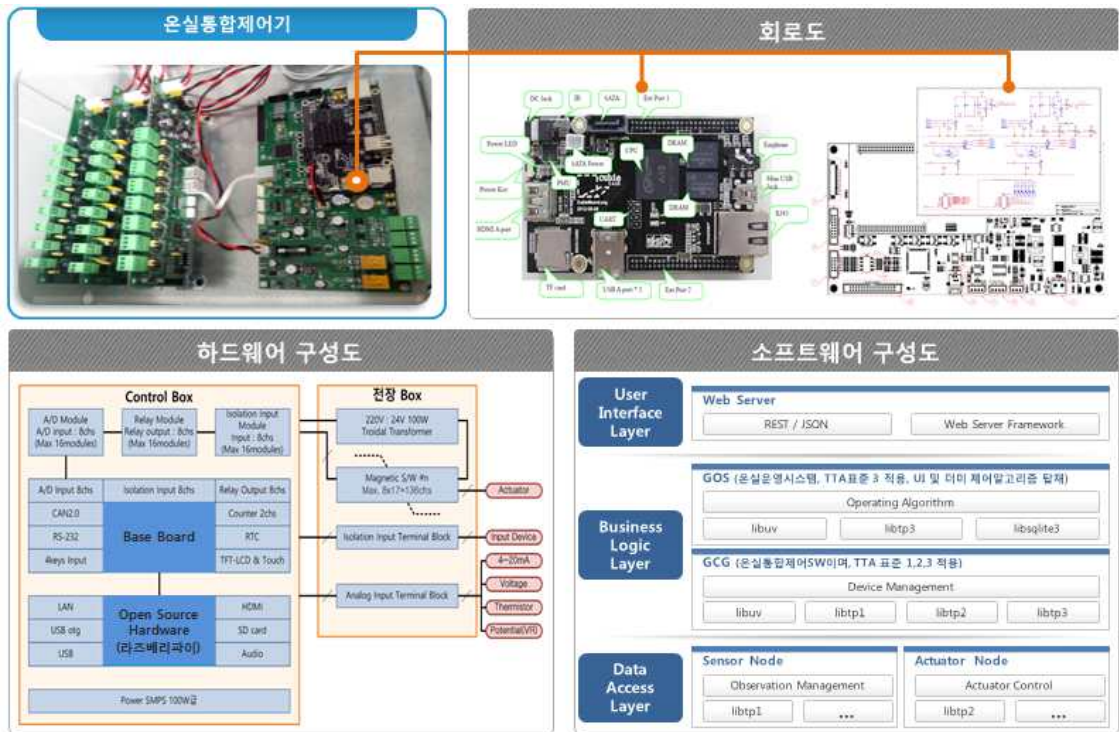 온실통합제어기
회로도
DC Jack
IR
SATA
Ext Port 1
Power LED
SATA Power
CPU
DRAM
Earphone
Power Key
PMU
Mini USB
Jack
HDMI A port
UART
DRAM
RJ45
TF card
USB A port * 2
Ext Port 2
하드웨어 구성도
Control Box
A/D Module
A/D input : 8chs
(Max 16modules)
Relay Module
Relay output : 8chs
(Max 16modules)
Isolation Input
Module
Input : 8chs
(Max 16modules)
A/D Input 8chs
Isolation Input 8chs
Relay Output 8chs
CAN2.0
Base Board
Counter 2chs
RS-232
RTC
4keys Input
TFT-LCD & Touch
LAN
Open Source
Hardware
(라즈베리파이)
HDMI
USB otg
SD card
USB
Audio
Power SMPS 100W급
전장 Box
220V : 24V 100W
Troidal Transformer
Magnetic S/W #n
Max. 8x17=136chs
Actuator
Isolation Input Terminal Block
Input Device
4~20mA
Voltage
Analog Input Terminal Block
Thermistor
Potential(VR)
소프트웨어 구성도
User
Interface
Layer
Web Server
REST / JSON
Web Server Framework
Business
Logic
Layer
GOS (온실운영시스템, TTA표준 3 적용, UI 및 더미 제어알고리즘 탑재)
Operating Algorithm
libuv
libtp3
libsqlite3
GCG (온실통합제어SW이며, TTA 표준 1,2,3 적용)
Device Management
libuv
libtp1
libtp2
libtp3
Data
Access
Layer
Sensor Node
Observation Management
libtp1
...
Actuator Node
Actuator Control
libtp2
...